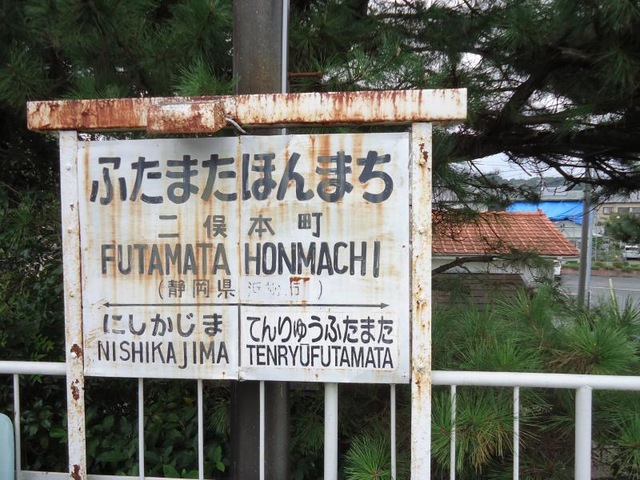 ふたまたほんまち
二俣本町
FUTAMATA HONMACHI
(静岡県 )
にしかじま てんりゅうふたまた
NISHIKAJIMA TENRYŪFUTAMATA